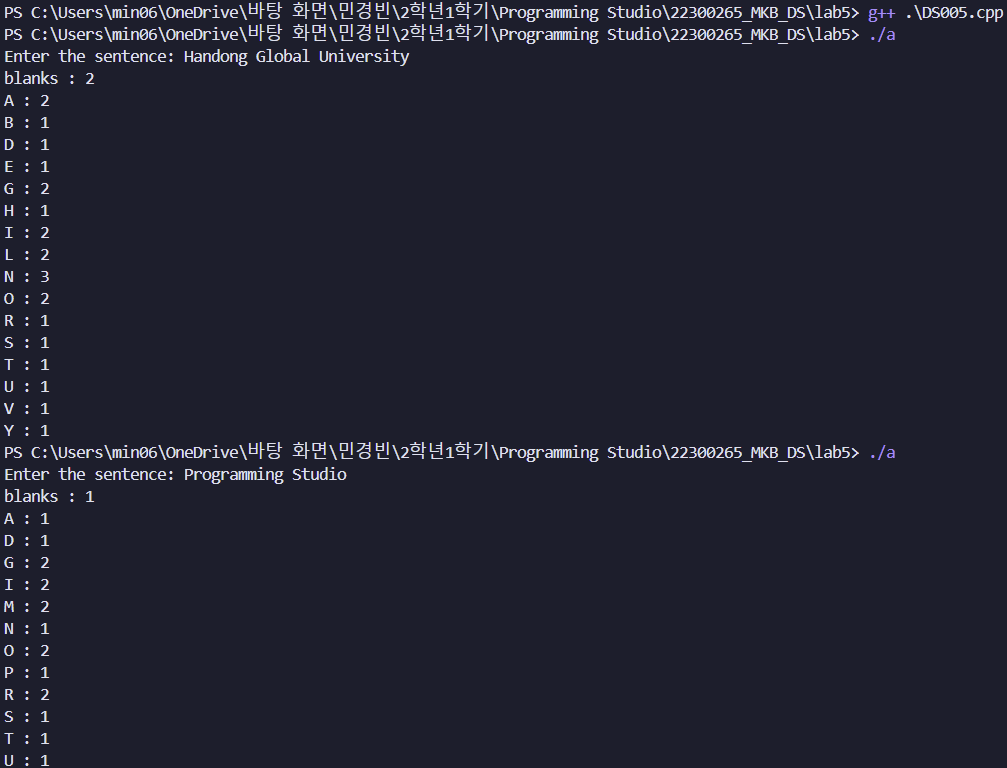 PS C:\Users\min06\OneDrive\바탕 화면\민경빈\2학년1학기\Programming Studio\22300265_MKB_DS\lab5> g++ .\DS005.cpp
PS C:\Users\min06\OneDrive\바탕 화면\민경빈\2학년1학기\Programming Studio\22300265_MKB_DS\lab5> ./a
Enter the sentence: Handong Global University
blanks : 2
A : 2
B : 1
D : 1
E : 1
G : 2
H : 1
I : 2
L : 2
N : 3
O : 2
R : 1
S : 1
T : 1
U : 1
V : 1
Y : 1
PS C:\Users\min06\OneDrive\바탕 화면\민경빈\2학년1학기\Programming Studio\22300265_MKB_DS\lab5> ./a
Enter the sentence: Programming Studio
blanks : 1
A : 1
D : 1
G : 2
I : 2
M : 2
N : 1
O : 2
P : 1
R : 2
S : 1
T : 1
U : 1